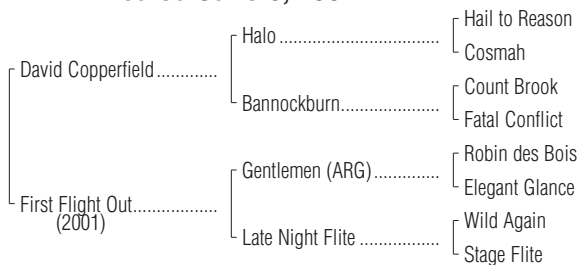 Hail to Reason
Halo
Cosmah
David Copperfield
Count Brook
Bannockburn
Fatal Conflict
Robin des Bois
Gentlemen (ARG)
Elegant Glance
First Flight Out
(2001)
Wild Again
Late Night Flite
Stage Flite